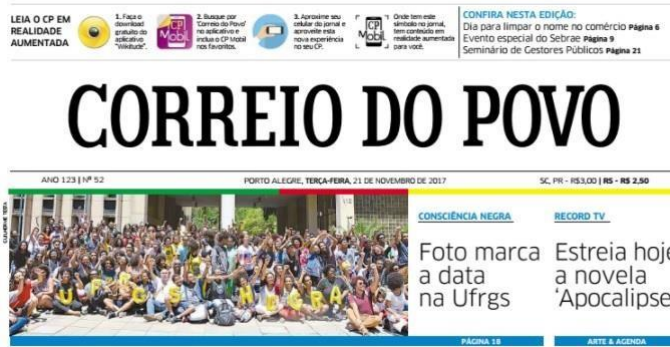 LEIA O CP EM
REALIDADE
AUMENTADA
1. Faça o
download
gratuito do
aplicativo
"Wikitude".
CP
Mobil
2. Busque por
"Correio do Povo"
no aplicativo e
inclua o CP Mobil
nos favoritos.
3. Aproxime seu
celular do jornal e
aproveite esta
nova experiência
no seu CP.
CP
Mobil
Onde tem este
símbolo no jornal,
tem conteúdo em
realidade aumentada
para você.
CONFIRA NESTA EDIÇÃO:
Dia para limpar o nome no comércio Página 6
Evento especial do Sebrae Página 9
Seminário de Gestores Públicos Página 21
CORREIO DO POVO
ANO 123 | Nº 52
PORTO ALEGRE, TERÇA-FEIRA, 21 DE NOVEMBRO DE 2017
SC, PR - R$3,00 | RS - R$ 2,50
UFRGS NEGRA
CONSCIÊNCIA NEGRA
Foto marca
a data
na Ufrgs
PÁGINA 18
RECORD TV
Estreia hoje
a novela
'Apocalipse
ARTE & AGENDA